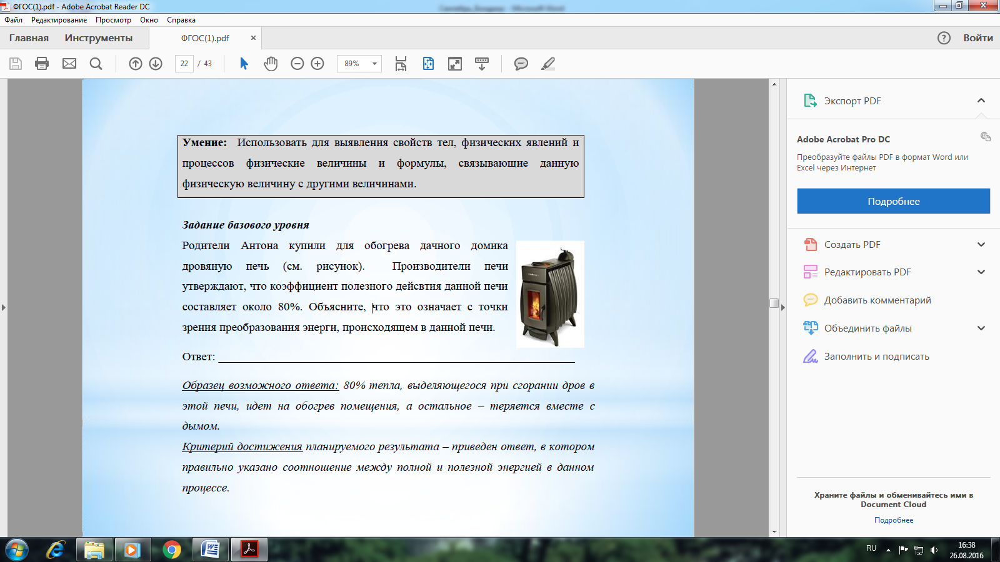 ФГОС(1).pdf - Adobe Acrobat Reader DC
Файл Редактирование Просмотр Окно Справка
Главная Инструменты ФГОС(1).pdf × Войти
22 / 43 89%
Умение: Использовать для выявления свойств тел, физических явлений и
процессов физические величины и формулы, связывающие данную
физическую величину с другими величинами.
Задание базового уровня
Родители Антона купили для обогрева дачного домика
дровяную печь (см. рисунок). Производители печи
утверждают, что коэффициент полезного дейсвтия данной печи
составляет около 80%. Объясните, что это означает с точки
зрения преобразования энерги, происходящем в данной печи.
Ответ: ____________________________________________________________
Образец возможного ответа: 80% тепла, выделяющегося при сгорании дров в
этой печи, идет на обогрев помещения, а остальное – теряется вместе с
дымом.
Критерий достижения планируемого результата – приведен ответ, в котором
правильно указано соотношение между полной и полезной энергией в данном
процессе.
Экспорт PDF
Adobe Acrobat Pro DC
Преобразуйте файлы PDF в формат Word или
Excel через Интернет
Подробнее
Создать PDF
Редактировать PDF
Добавить комментарий
Объединить файлы
Заполнить и подписать
Храните файлы и обменивайтесь ими в
Document Cloud
Подробнее
RU
16:38
26.08.2016